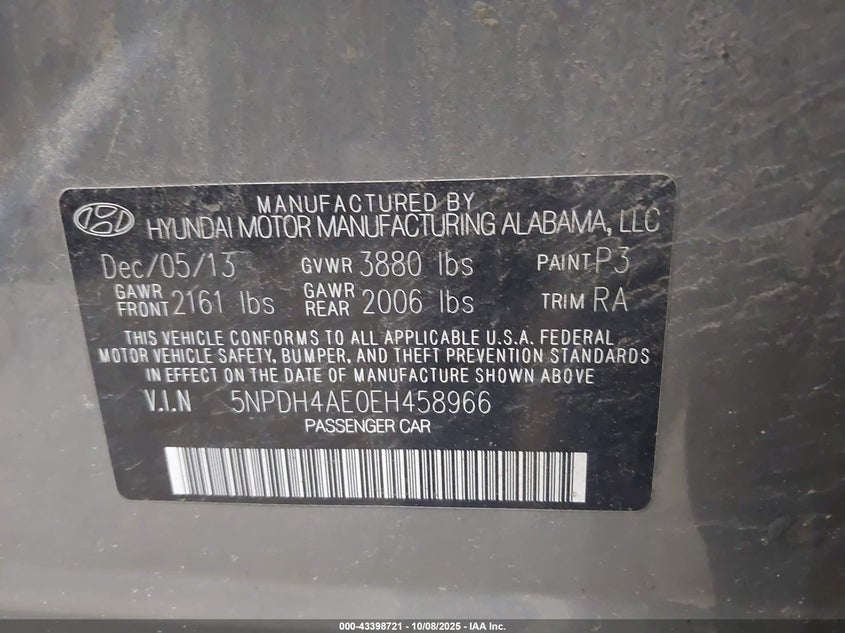 MANUFACTURED BY
HYUNDAI MOTOR MANUFACTURING ALABAMA, LLC
Dec/05/13 GVWR 3880 lbs PAINT P3
GAWR FRONT 2161 lbs GAWR REAR 2006 lbs TRIM RA
THIS VEHICLE CONFORMS TO ALL APPLICABLE U.S.A. FEDERAL
MOTOR VEHICLE SAFETY, BUMPER, AND THEFT PREVENTION STANDARDS
IN EFFECT ON THE DATE OF MANUFACTURE SHOWN ABOVE
V.I.N 5NPDH4AE0EH458966
PASSENGER CAR
000-43398721 - 10/08/2025 - IAA Inc.